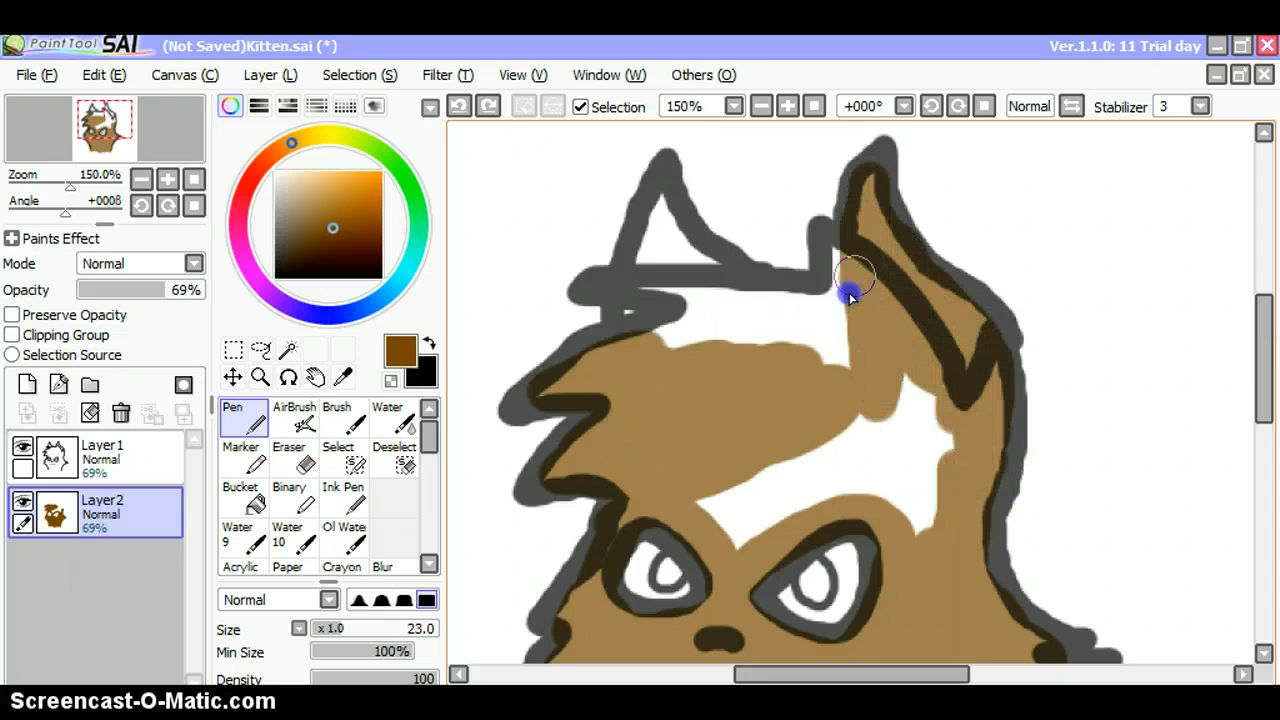 PaintTool SAI (Not Saved)Kitten.sai (*) Ver.1.1.0: 11 Trial day
File (F) Edit (E) Canvas (C) Layer (L) Selection (S) Filter (T) View (V) Window (W) Others (O)
Selection 150% +000° Normal Stabilizer 3
Zoom 150.0%
Angle +000ß
Paints Effect
Mode Normal
Opacity 69%
Preserve Opacity
Clipping Group
Selection Source
Layer1
Normal
69%
Layer2
Normal
69%
Pen AirBrush Brush Water
Marker Eraser Select Deselect
Bucket Binary Ink Pen
Water 9 Water 10 Ol Wate
Acrylic Paper Crayon Blur
Normal
Size x 1.0 23.0
Min Size 100%
Density 100
Screencast-O-Matic.com